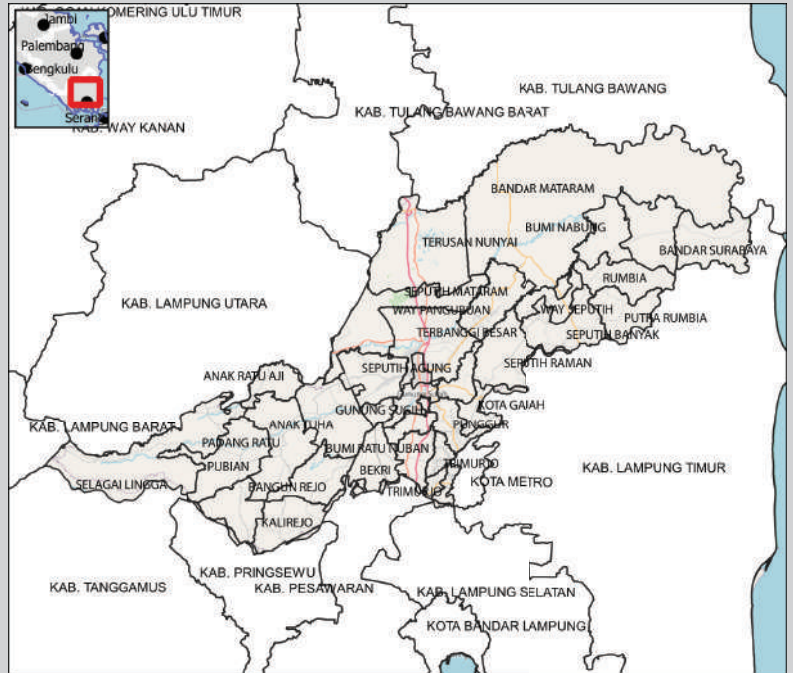 KOMERING ULU TIMUR
Jambi
Palembang
Bengkulu
Serang
KAB. WAY KANAN
KAB. TULANG BAWANG
KAB. TULANG BAWANG BARAT
BANDAR MATARAM
BUMI NABUNG
TERUSAN NUNYAI
BANDAR SURABAYA
RUMBIA
SEPUTIH MATARAM
KAB. LAMPUNG UTARA
WAY PANGUBUAN
WAY SEPUTIH
PUTRA RUMBIA
TERBANGGI BESAR
SEPUTIH BANYAK
SEPUTIH RAMAN
SEPUTIH AGUNG
ANAK RATU AJI
KOTA GAJAH
GUNUNG SUGIH
ANAK TUHA
PUNGGUR
KAB. LAMPUNG BARAT
PADANG RATU
BUMI RATU NUBAN
PUBIAN
BEKRI
TRIMURJO
KAB. LAMPUNG TIMUR
SELAGAI LINGGA
BANGUN REJO
KOTA METRO
TRIMURJO
KALIREJO
KAB. PRINGSEWU
KAB. TANGGAMUS
KAB. PESAWARAN
KAB. LAMPUNG SELATAN
KOTA BANDAR LAMPUNG